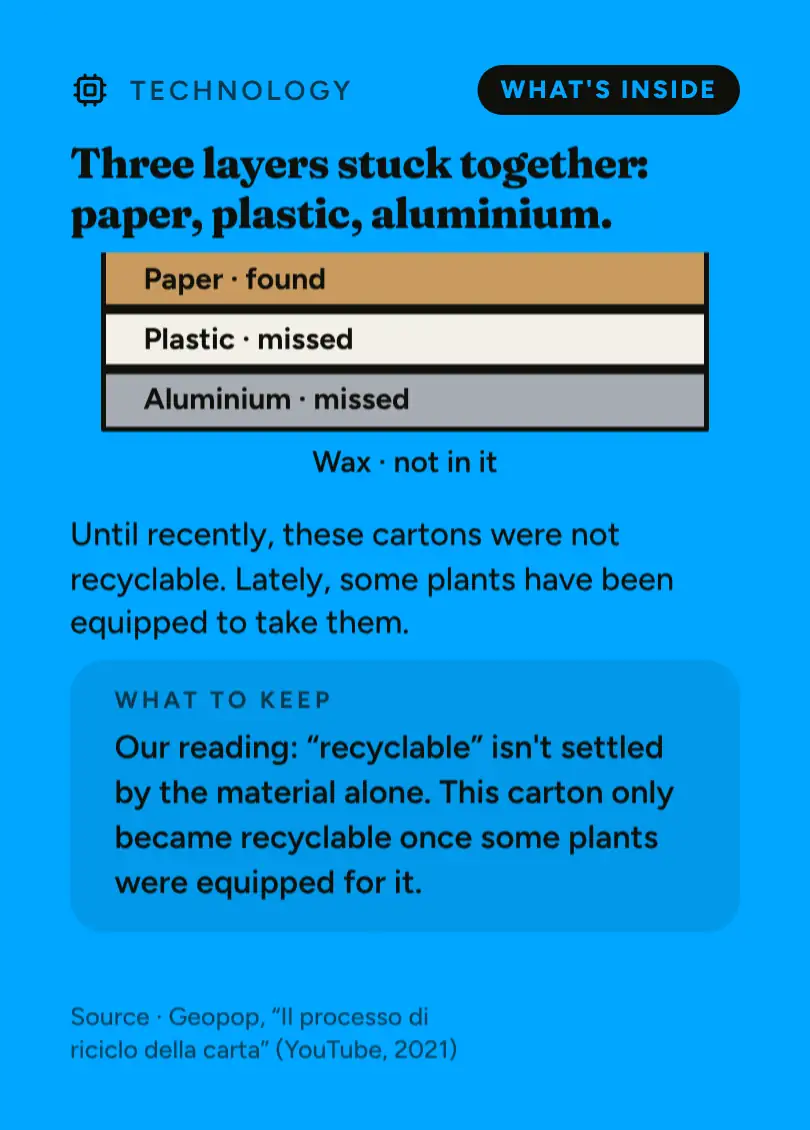 TECHNOLOGY
WHAT'S INSIDE
Three layers stuck together:
paper, plastic, aluminium.
Paper · found
Plastic · missed
Aluminium · missed
Wax · not in it
Until recently, these cartons were not
recyclable. Lately, some plants have been
equipped to take them.
WHAT TO KEEP
Our reading: “recyclable” isn't settled
by the material alone. This carton only
became recyclable once some plants
were equipped for it.
Source · Geopop, “Il processo di
riciclo della carta” (YouTube, 2021)